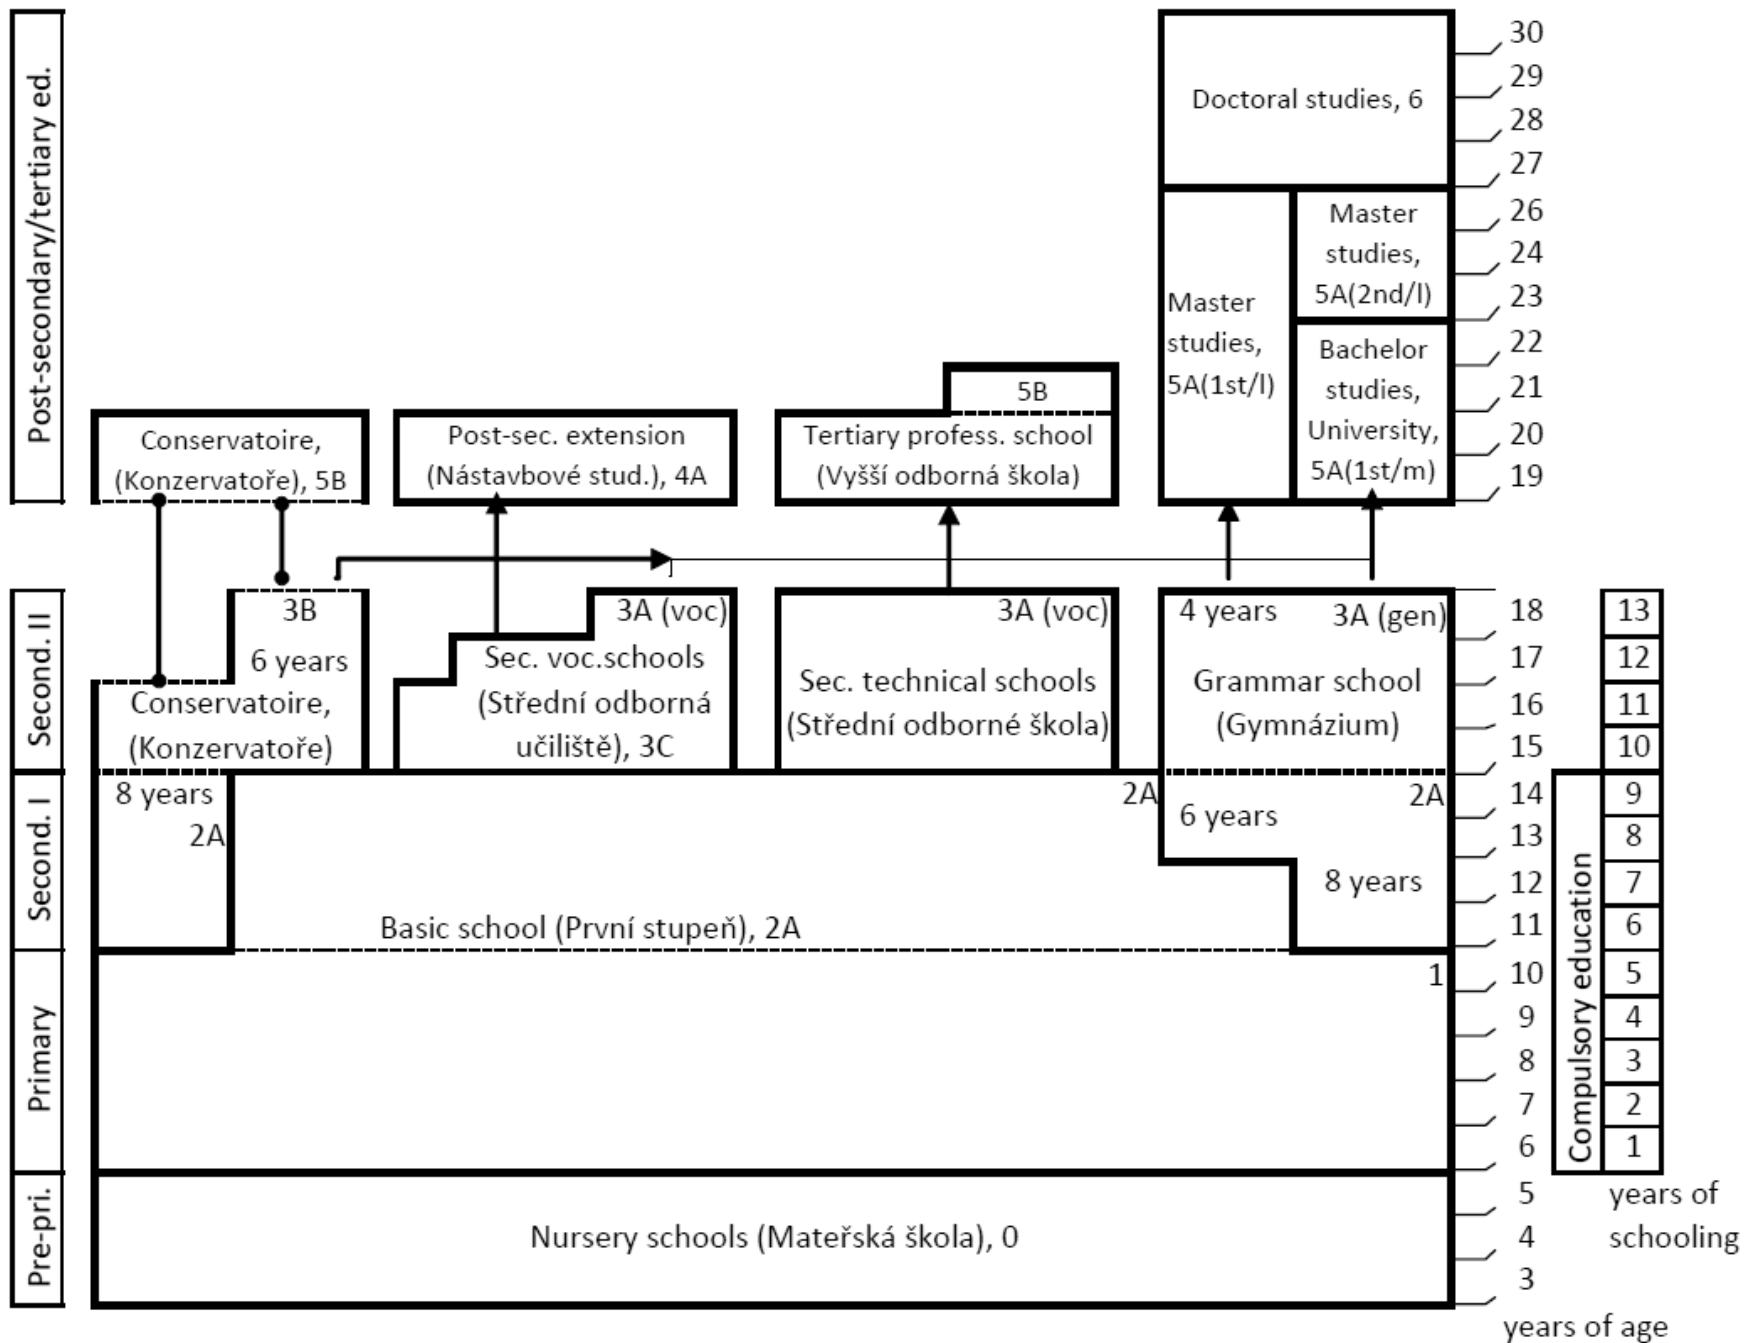 Post-secondary/tertiary ed.
Second. II
Second. I
Primary
Pre-pri.
Doctoral studies, 6
Master
studies,
5A(1st/l)
Master
studies,
5A(2nd/l)
Bachelor
studies,
University,
5A(1st/m)
Conservatoire,
(Konzervatoře), 5B
Post-sec. extension
(Nástavbové stud.), 4A
5B
Tertiary profess. school
(Vyšší odborná škola)
3B
6 years
Conservatoire,
(Konzervatoře)
8 years
2A
3A (voc)
Sec. voc.schools
(Střední odborná
učiliště), 3C
3A (voc)
Sec. technical schools
(Střední odborné škola)
4 years
3A (gen)
Grammar school
(Gymnázium)
2A
6 years
2A
8 years
Basic school (První stupeň), 2A
1
Nursery schools (Mateřská škola), 0
30
29
28
27
26
24
23
22
21
20
19
18
17
16
15
14
13
12
11
10
9
8
7
6
5
4
3
years of age
13
12
11
10
9
8
7
6
5
4
3
2
1
Compulsory education
years of
schooling